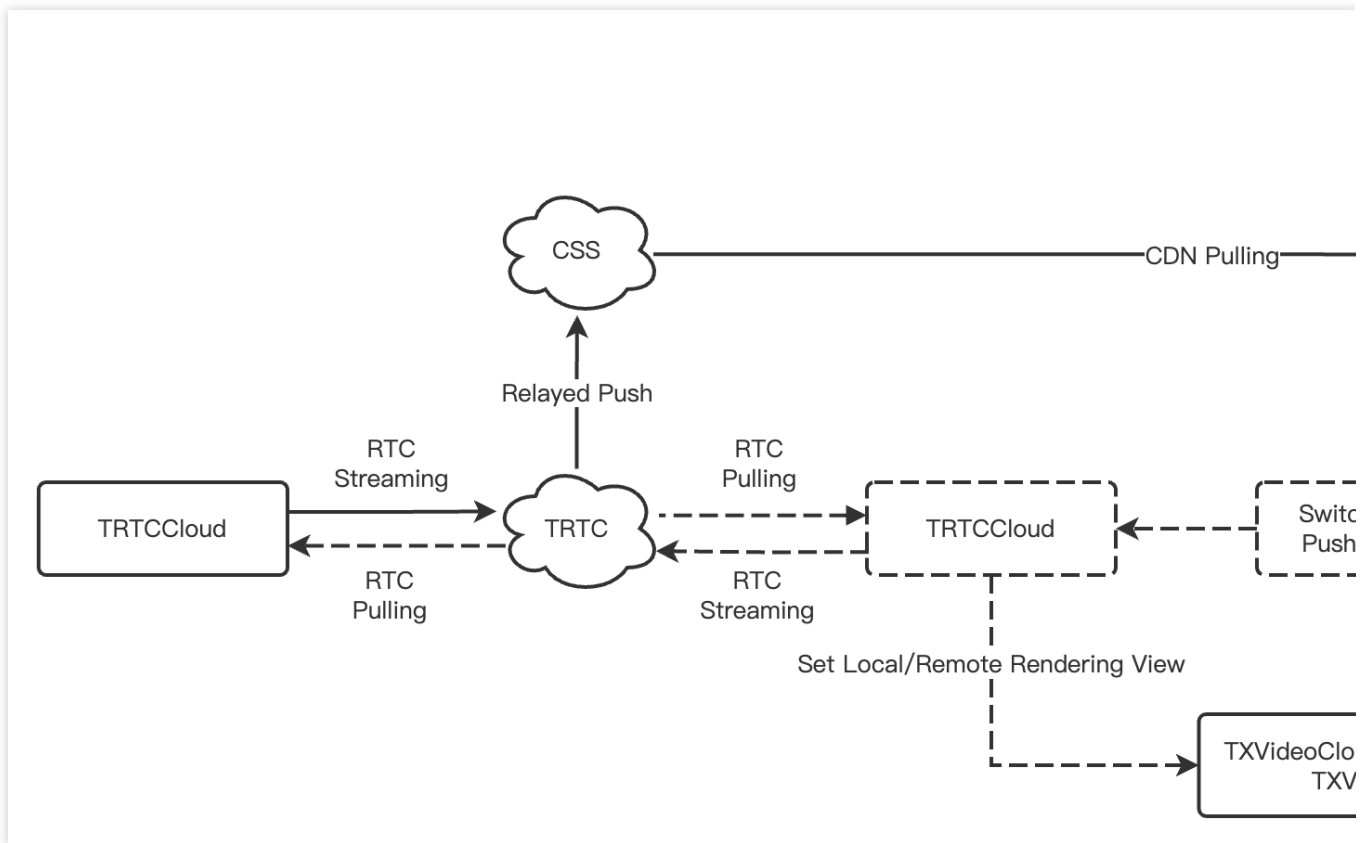 CSS
CDN Pulling
Relayed Push
RTC
Streaming
RTC
Pulling
TRTCCloud
TRTC
TRTCCloud
Push
RTC
Pulling
RTC
Streaming
Set Local/Remote Rendering View